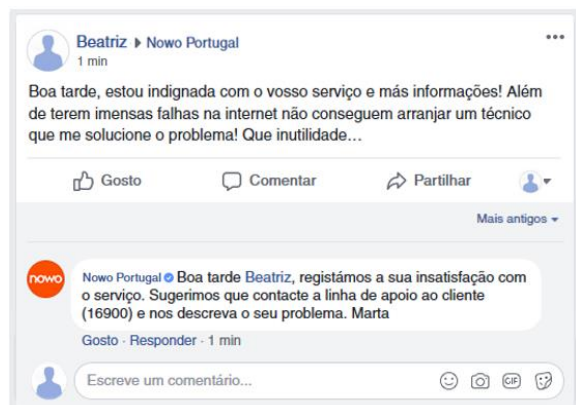 Beatriz ▸ Nowo Portugal
1 min
Boa tarde, estou indignada com o vosso serviço e más informações! Além
de terem imensas falhas na internet não conseguem arranjar um técnico
que me solucione o problema! Que inutilidade...
Gosto Comentar Partilhar
Mais antigos
nowo
Nowo Portugal Boa tarde Beatriz, registámos a sua insatisfação com
o serviço. Sugerimos que contacte a linha de apoio ao cliente
(16900) e nos descreva o seu problema. Marta
Gosto · Responder · 1 min
Escreve um comentário...
GIF